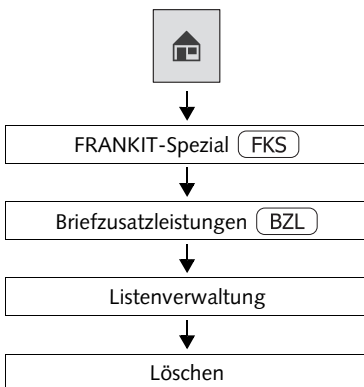 FRANKIT-Spezial FKS
Briefzusatzleistungen BZL
Listenverwaltung
Löschen